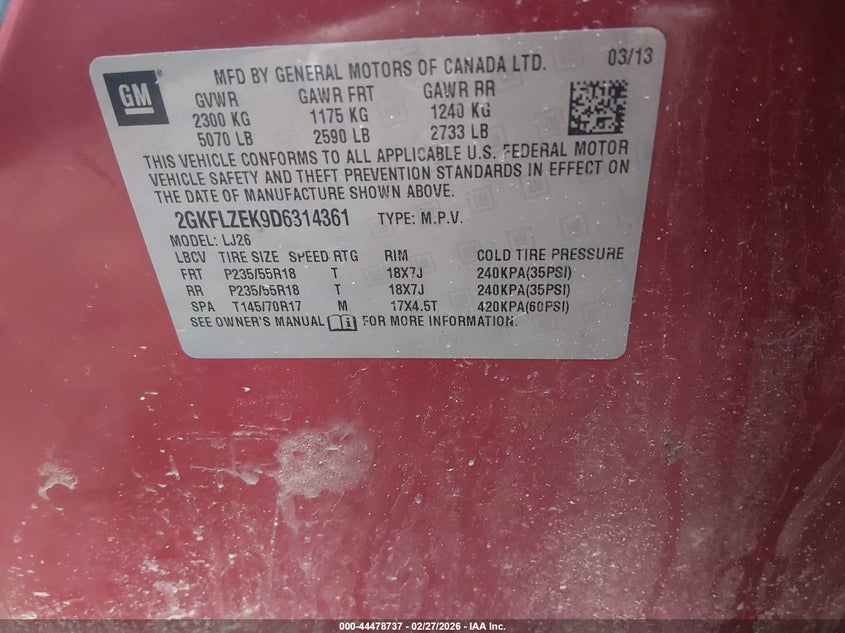 GM
®
MFD BY GENERAL MOTORS OF CANADA LTD. 03/13
GVWR GAWR FRT GAWR RR
2300 KG 1175 KG 1240 KG
5070 LB 2590 LB 2733 LB
THIS VEHICLE CONFORMS TO ALL APPLICABLE U.S. FEDERAL MOTOR
VEHICLE SAFETY AND THEFT PREVENTION STANDARDS IN EFFECT ON
THE DATE OF MANUFACTURE SHOWN ABOVE.
2GKFLZEK9D6314361 TYPE: M.P.V.
MODEL: LJ26
LBCV TIRE SIZE SPEED RTG RIM COLD TIRE PRESSURE
FRT P235/55R18 T 18X7J 240KPA(35PSI)
RR P235/55R18 T 18X7J 240KPA(35PSI)
SPA T145/70R17 M 17X4.5T 420KPA(60PSI)
SEE OWNER'S MANUAL FOR MORE INFORMATION.
000-44478737 - 02/27/2026 - IAA Inc.